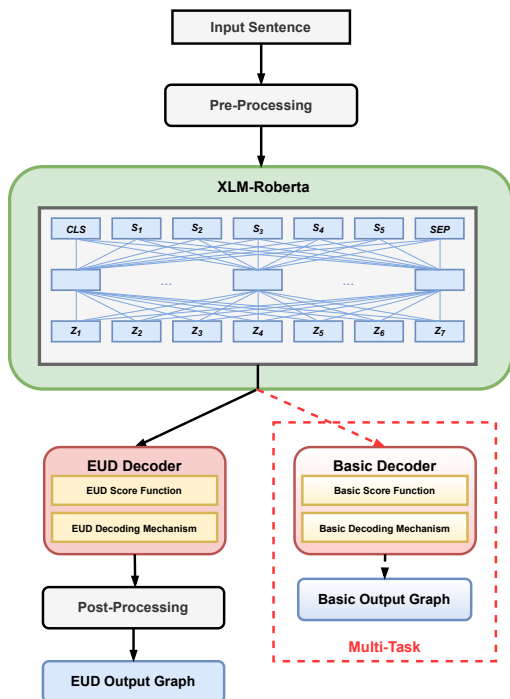 Input Sentence
Pre-Processing
XLM-Roberta
CLS S1 S2 S3 S4 S5 SEP
... ...
Z1 Z2 Z3 Z4 Z5 Z6 Z7
EUD Decoder
EUD Score Function
EUD Decoding Mechanism
Basic Decoder
Basic Score Function
Basic Decoding Mechanism
Post-Processing
Basic Output Graph
Multi-Task
EUD Output Graph